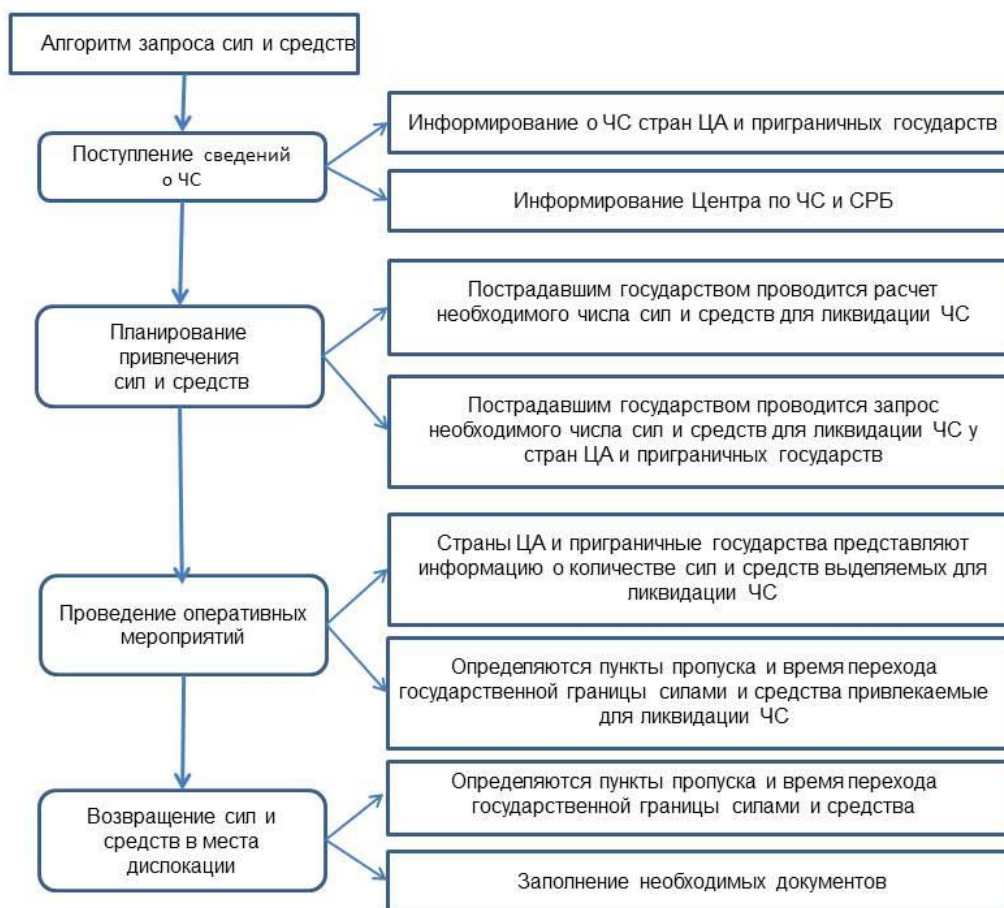 Алгоритм запроса сил и средств
Поступление сведений
о ЧС
Информирование о ЧС стран ЦА и приграничных государств
Информирование Центра по ЧС и СРБ
Планирование
привлечения
сил и средств
Пострадавшим государством проводится расчет
необходимого числа сил и средств для ликвидации ЧС
Пострадавшим государством проводится запрос
необходимого числа сил и средств для ликвидации ЧС у
стран ЦА и приграничных государств
Проведение оперативных
мероприятий
Страны ЦА и приграничные государства представляют
информацию о количестве сил и средств выделяемых для
ликвидации ЧС
Определяются пункты пропуска и время перехода
государственной границы силами и средства привлекаемые
для ликвидации ЧС
Возвращение сил и
средств в места
дислокации
Определяются пункты пропуска и время перехода
государственной границы силами и средства
Заполнение необходимых документов